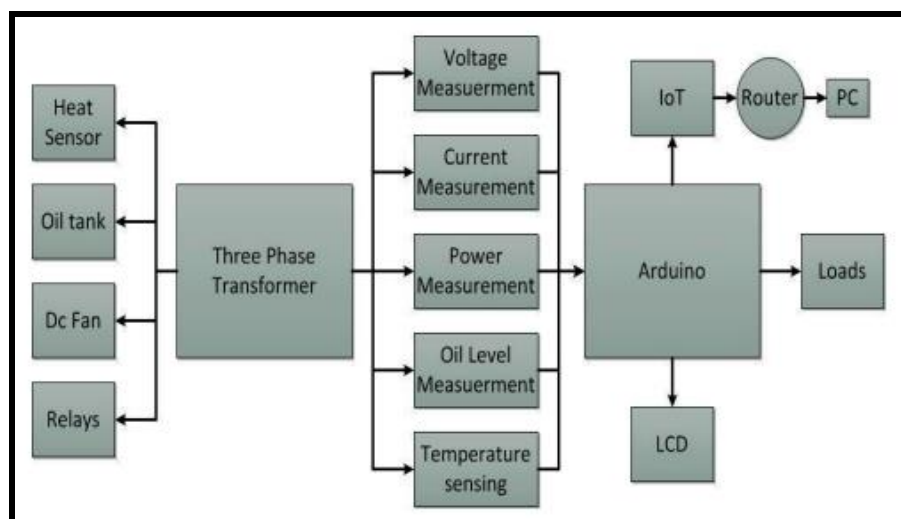 Heat
Sensor
Oil tank
Dc Fan
Relays
Three Phase
Transformer
Voltage
Measuerment
Current
Measurement
Power
Measurement
Oil Level
Measuerment
Temperature
sensing
IoT
Router
PC
Arduino
Loads
LCD